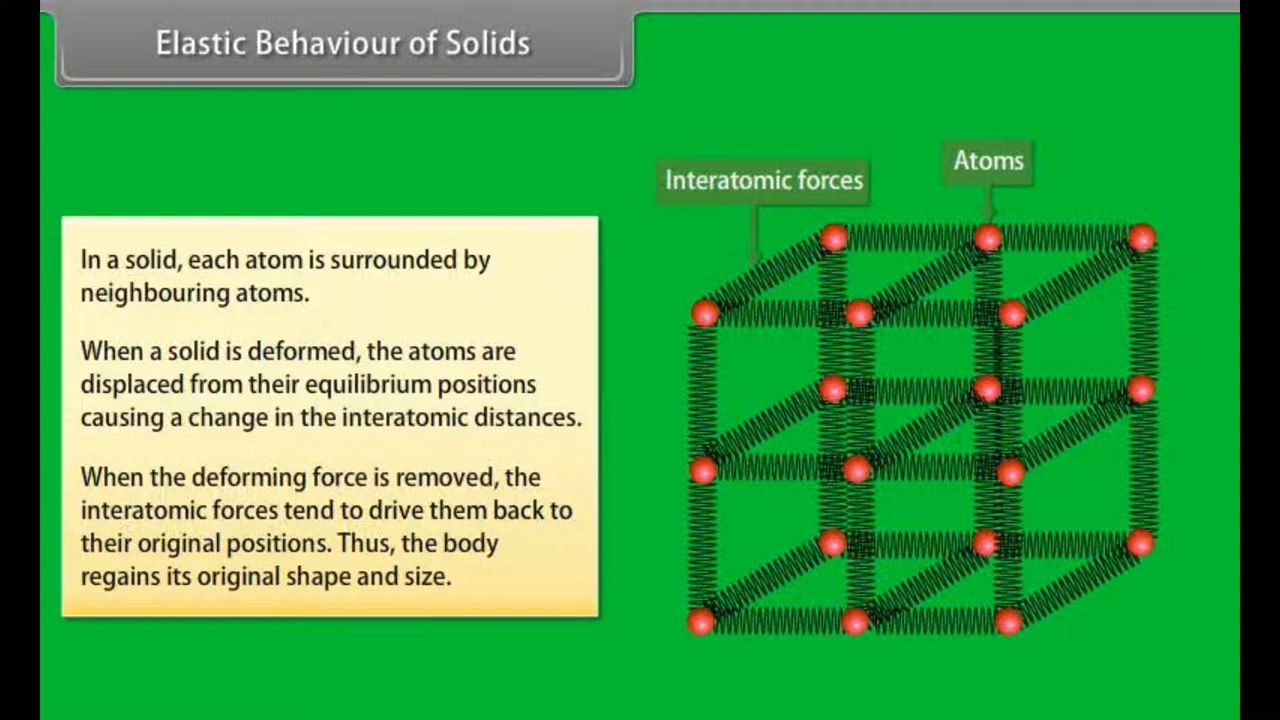 Elastic Behaviour of Solids
Interatomic forces
Atoms
In a solid, each atom is surrounded by
neighbouring atoms.
When a solid is deformed, the atoms are
displaced from their equilibrium positions
causing a change in the interatomic distances.
When the deforming force is removed, the
interatomic forces tend to drive them back to
their original positions. Thus, the body
regains its original shape and size.